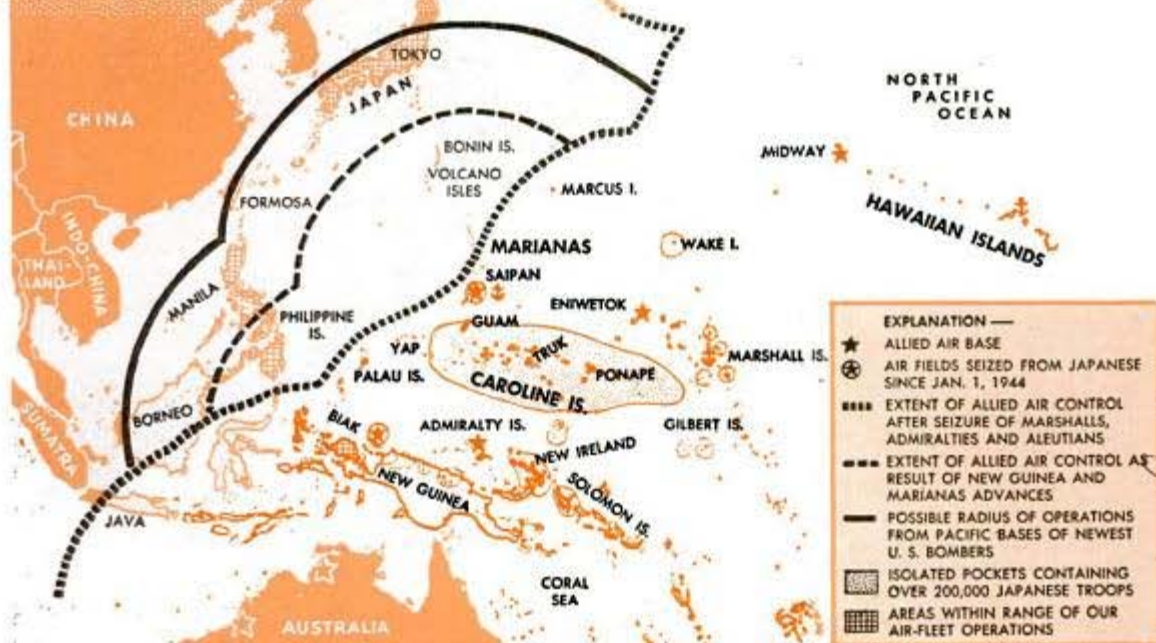 TOKYO
JAPAN
CHINA
NORTH
PACIFIC
OCEAN
BONIN IS.
VOLCANO
ISLES
MIDWAY
MARCUS I.
FORMOSA
HAWAIIAN ISLANDS
INDO-CHINA
THAI-
LAND
MARIANAS
WAKE I.
SAIPAN
MANILA
PHILIPPINE
IS.
ENIWETOK
GUAM
YAP
TRUK
MARSHALL IS.
PALAU IS.
PONAPE
CAROLINE IS.
BORNEO
SUMATRA
BIAK
ADMIRALTY IS.
GILBERT IS.
NEW IRELAND
NEW GUINEA
SOLOMON IS.
JAVA
CORAL
SEA
AUSTRALIA
EXPLANATION —
ALLIED AIR BASE
AIR FIELDS SEIZED FROM JAPANESE
SINCE JAN. 1, 1944
EXTENT OF ALLIED AIR CONTROL
AFTER SEIZURE OF MARSHALLS,
ADMIRALTIES AND ALEUTIANS
EXTENT OF ALLIED AIR CONTROL AS
RESULT OF NEW GUINEA AND
MARIANAS ADVANCES
POSSIBLE RADIUS OF OPERATIONS
FROM PACIFIC BASES OF NEWEST
U. S. BOMBERS
ISOLATED POCKETS CONTAINING
OVER 200,000 JAPANESE TROOPS
AREAS WITHIN RANGE OF OUR
AIR-FLEET OPERATIONS